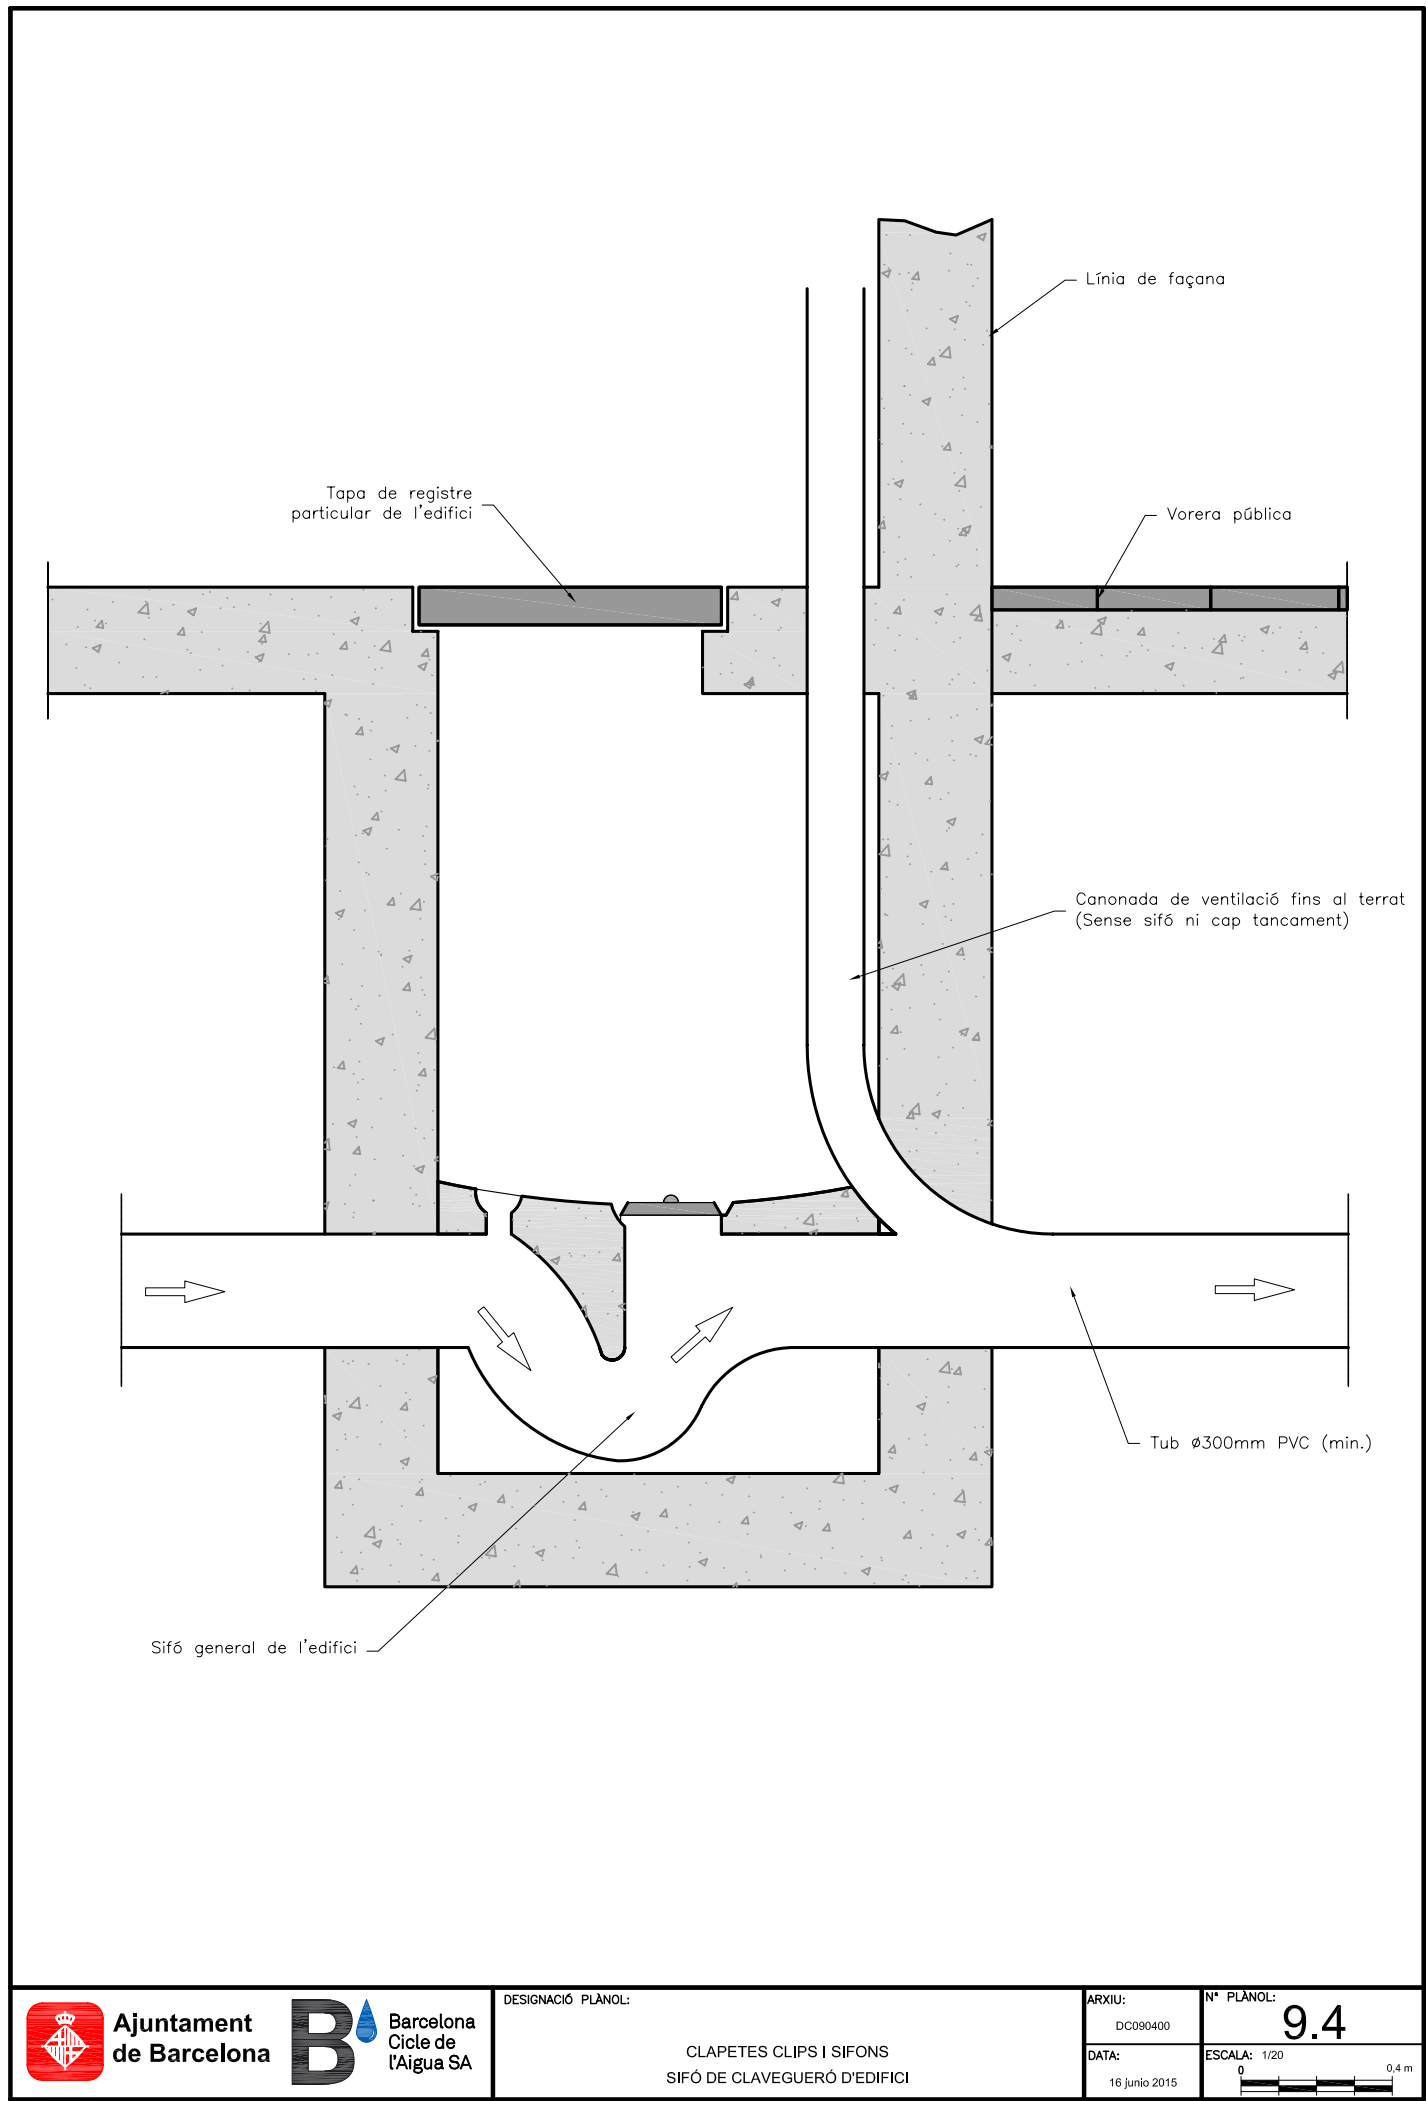 Línia de façana
Tapa de registre
particular de l'edifici
Vorera pública
Canonada de ventilació fins al terrat
(Sense sifó ni cap tancament)
Tub ø300mm PVC (min.)
Sifó general de l'edifici
Ajuntament
de Barcelona
B
Barcelona
Cicle de
l'Aigua SA
DESIGNACIÓ PLÀNOL:
CLAPETES CLIPS I SIFONS
SIFÓ DE CLAVEGUERÓ D'EDIFICI
ARXIU:
DC090400
DATA:
16 junio 2015
Nº PLÀNOL:
9.4
ESCALA: 1/20
0 0,4 m